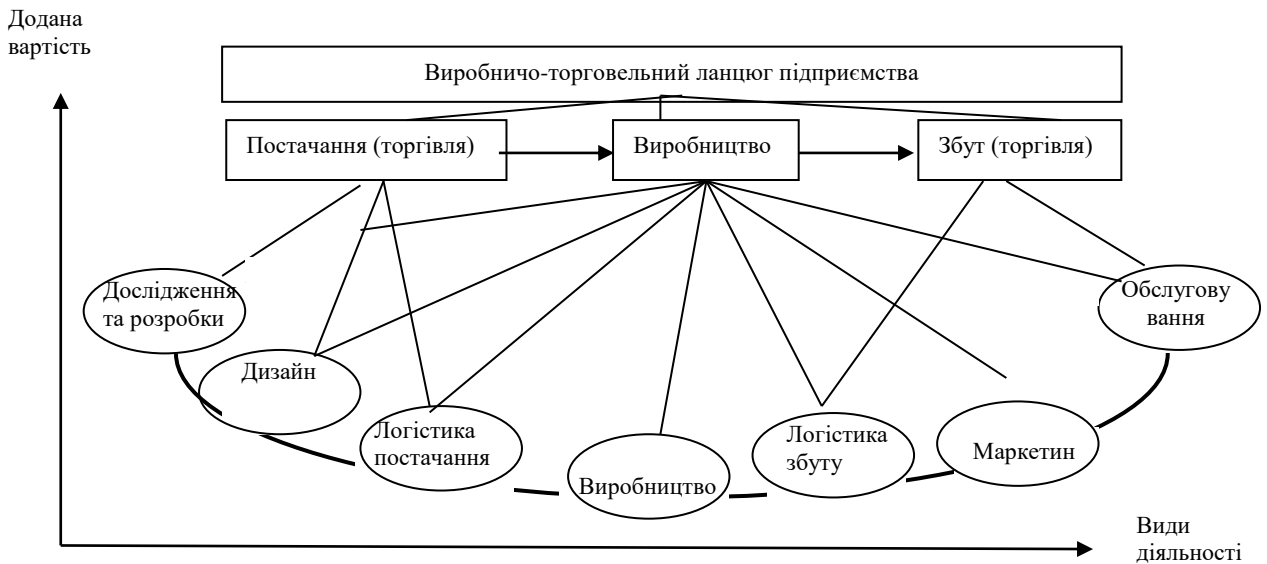 Додана
вартість
Виробничо-торговельний ланцюг підприємства
Постачання (торгівля)
Виробництво
Збут (торгівля)
Дослідження
та розробки
Обслугову
вання
Дизайн
Логістика
постачання
Логістика
збуту
Маркетин
Виробництво
Види
діяльності